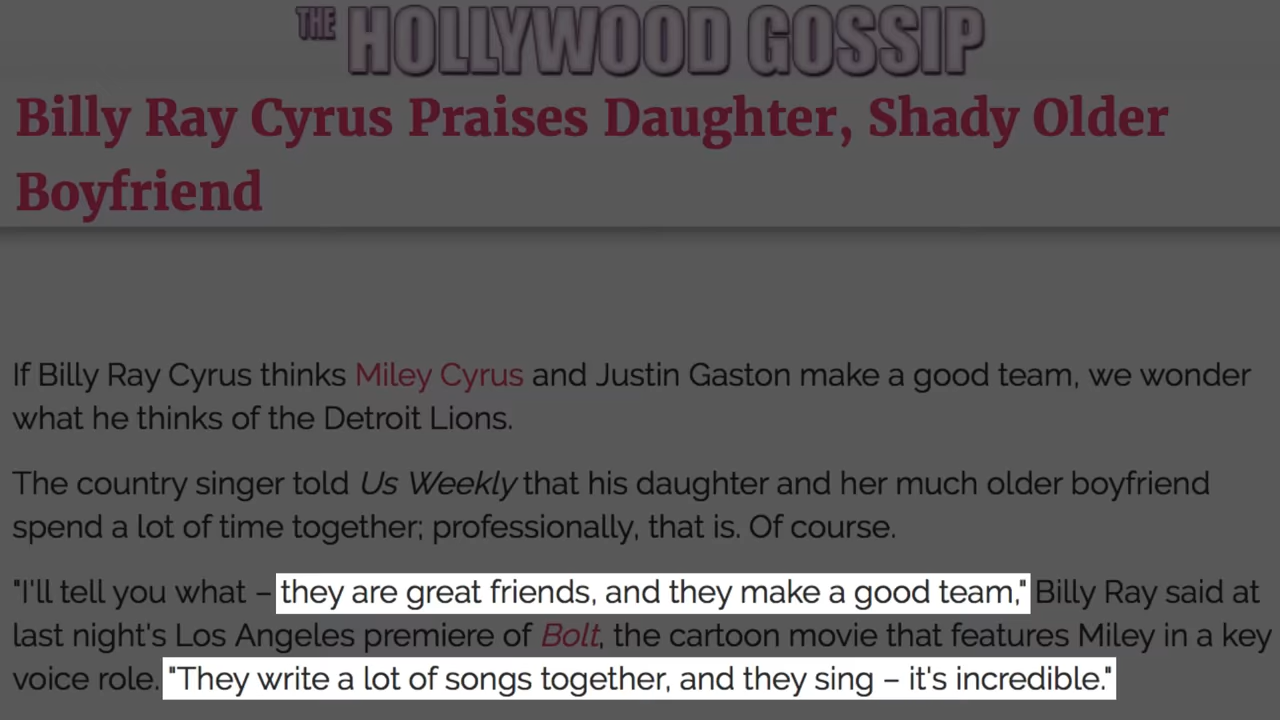 THE HOLLYWOOD GOSSIP
Billy Ray Cyrus Praises Daughter, Shady Older
Boyfriend
If Billy Ray Cyrus thinks Miley Cyrus and Justin Gaston make a good team, we wonder
what he thinks of the Detroit Lions.
The country singer told Us Weekly that his daughter and her much older boyfriend
spend a lot of time together; professionally, that is. Of course.
"I'll tell you what – they are great friends, and they make a good team," Billy Ray said at
last night's Los Angeles premiere of Bolt, the cartoon movie that features Miley in a key
voice role. "They write a lot of songs together, and they sing – it's incredible."